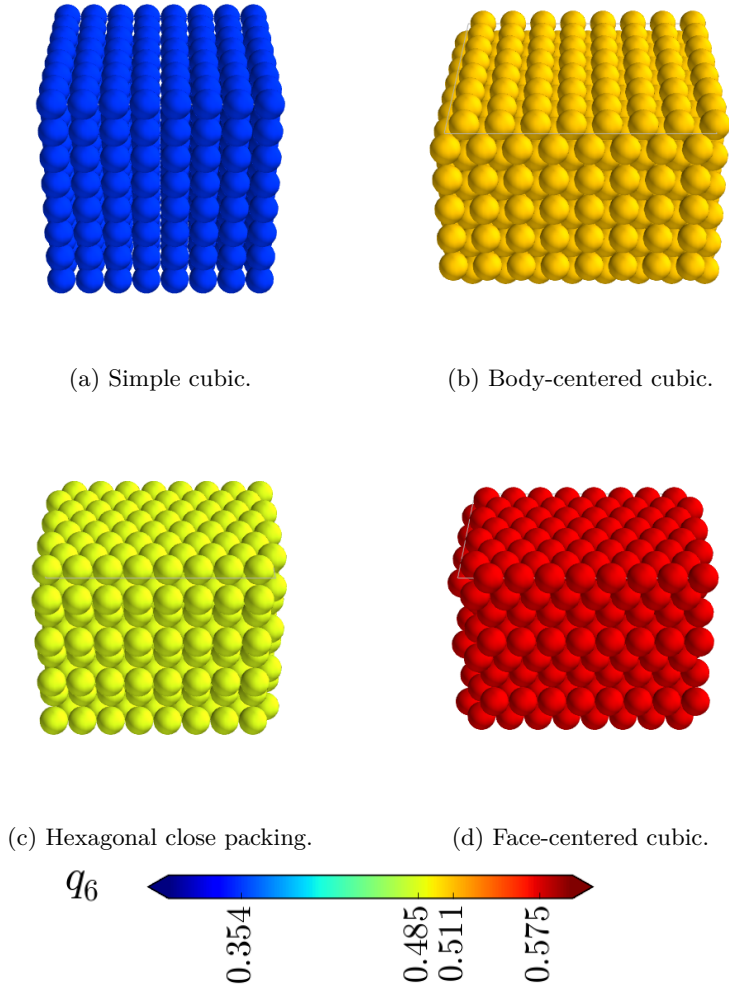 (a) Simple cubic.
(b) Body-centered cubic.
(c) Hexagonal close packing.
(d) Face-centered cubic.
q6
0.354
0.485
0.511
0.575